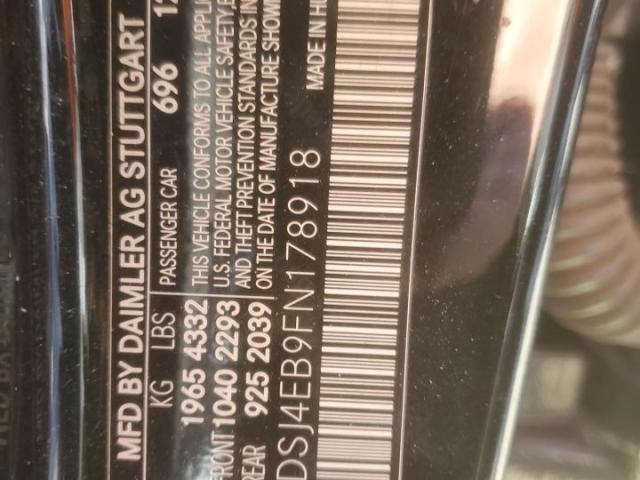 MFD BY DAIMLER AG STUTTGART
KG LBS PASSENGER CAR 696
1965 4332 THIS VEHICLE CONFORMS TO ALL
FRONT 1040 2293 U.S. FEDERAL MOTOR VEHICLE SAFETY,
REAR 925 2039 AND THEFT PREVENTION STANDARDS IN
ON THE DATE OF MANUFACTURE SHOW
DSJ4EB9FN178918 MADE IN